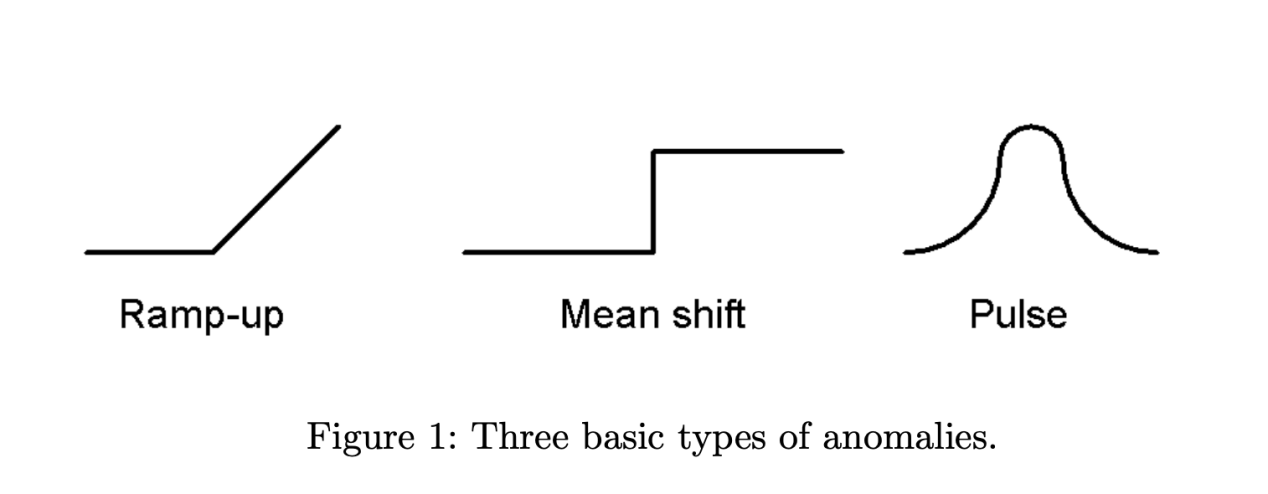 Ramp-up Mean shift Pulse
Figure 1: Three basic types of anomalies.